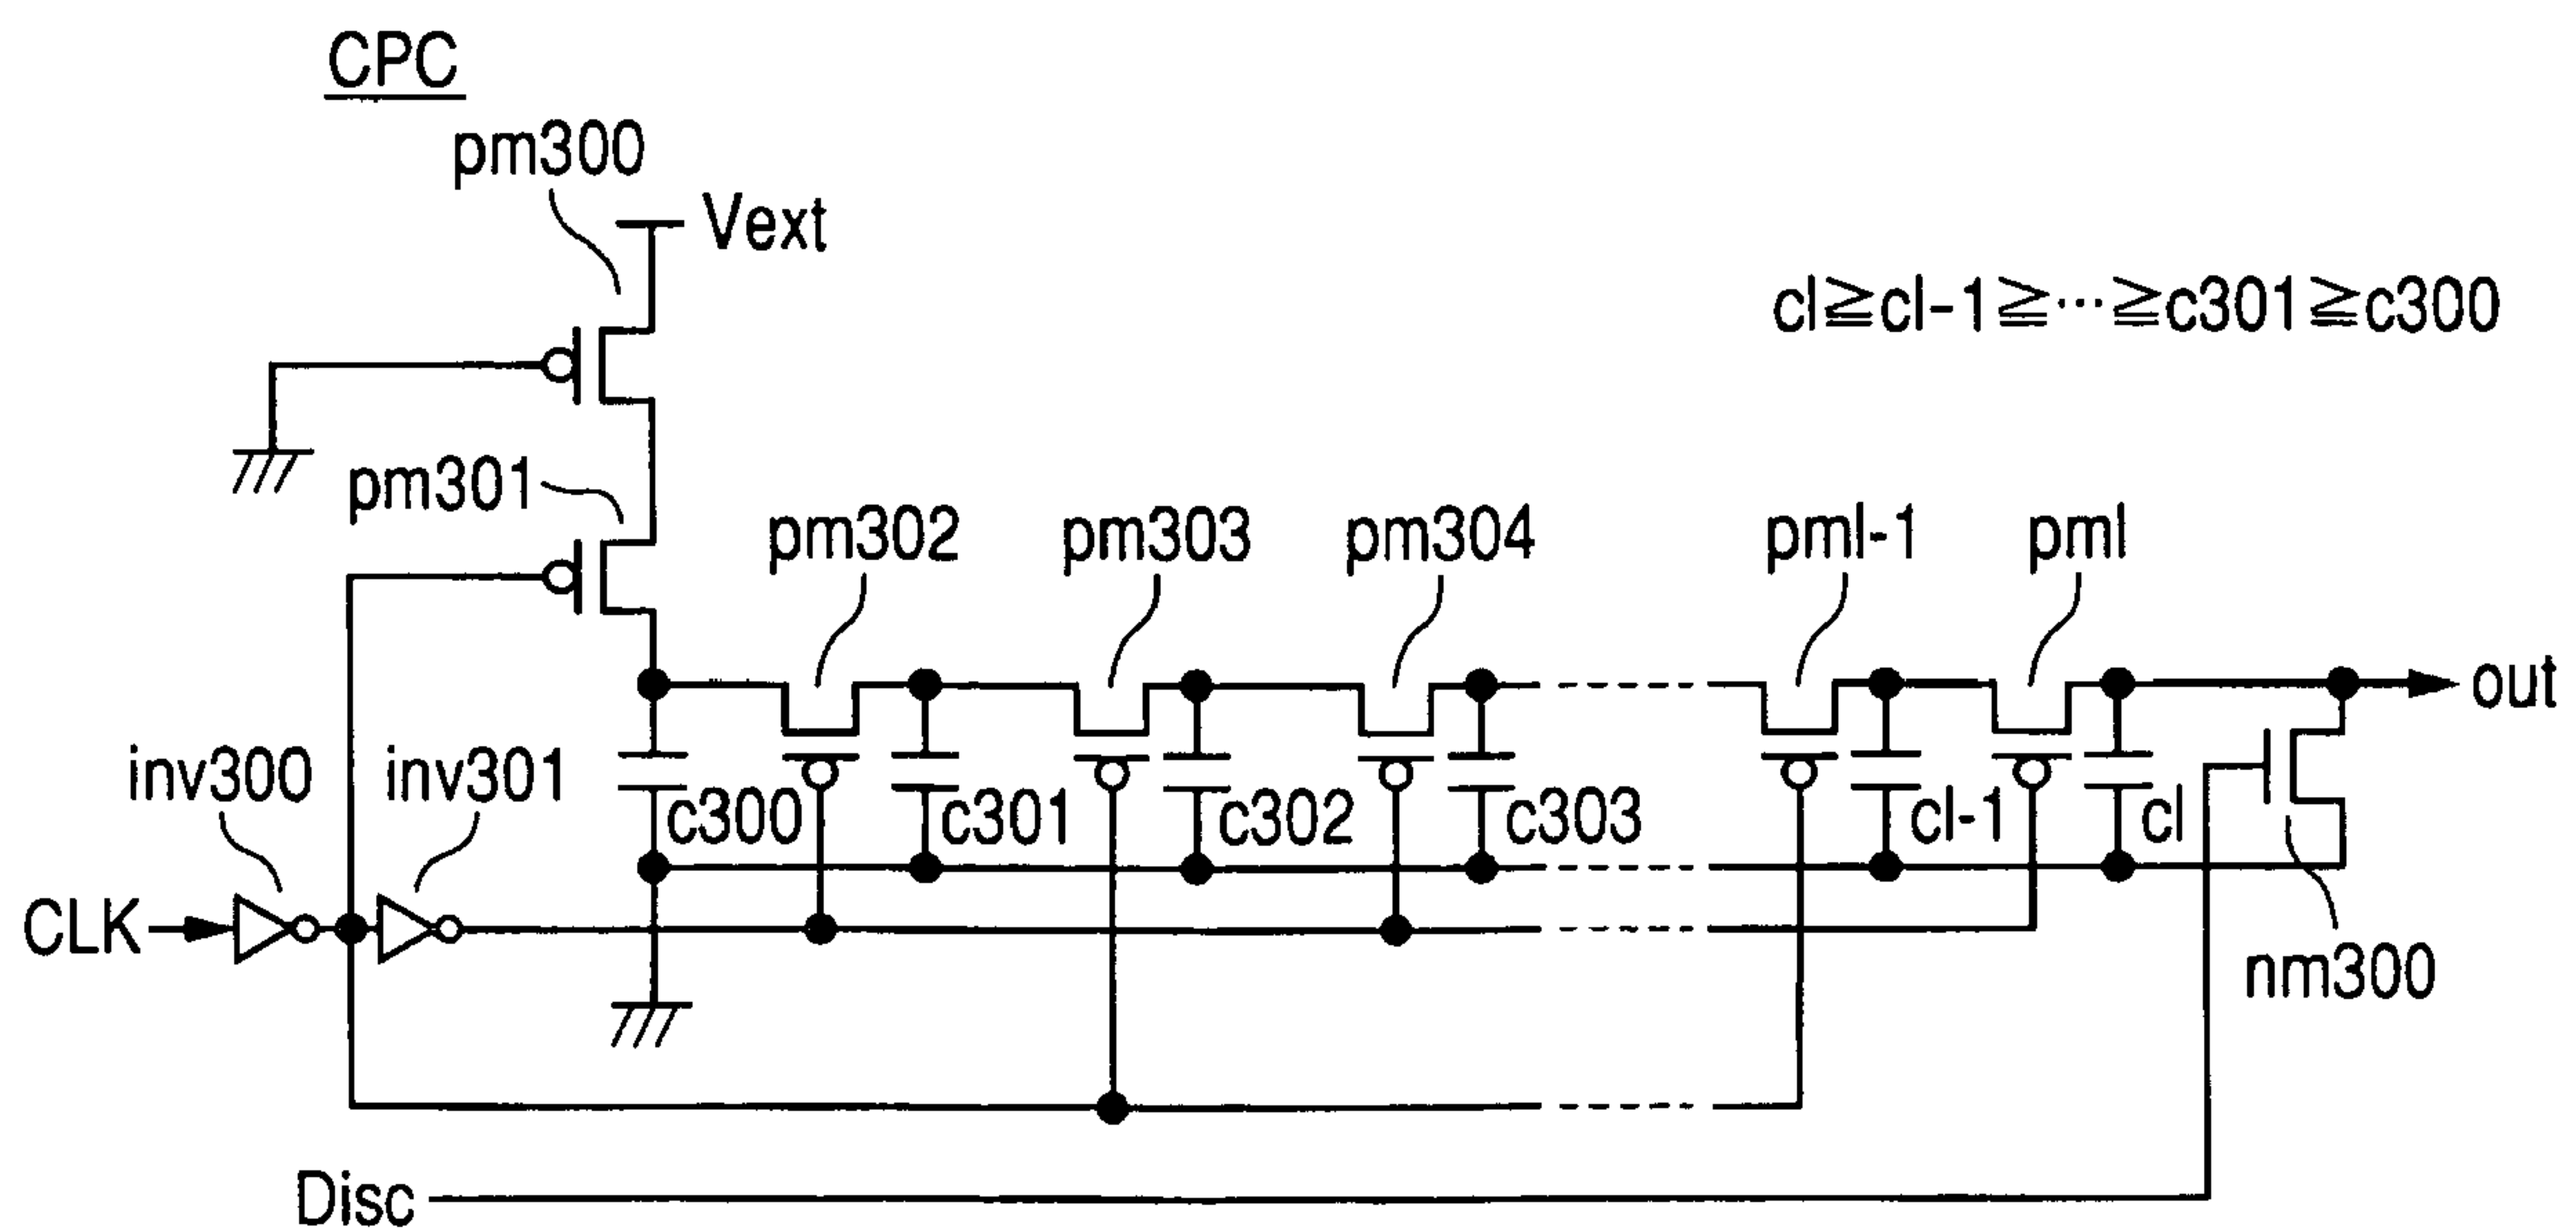 CPC
pm300
Vext
cl≧cl-1≧···≧c301≧c300
pm301
pm302
pm303
pm304
pml-1
pml
out
inv300
inv301
c300
c301
c302
c303
cl-1
cl
CLK
nm300
Disc